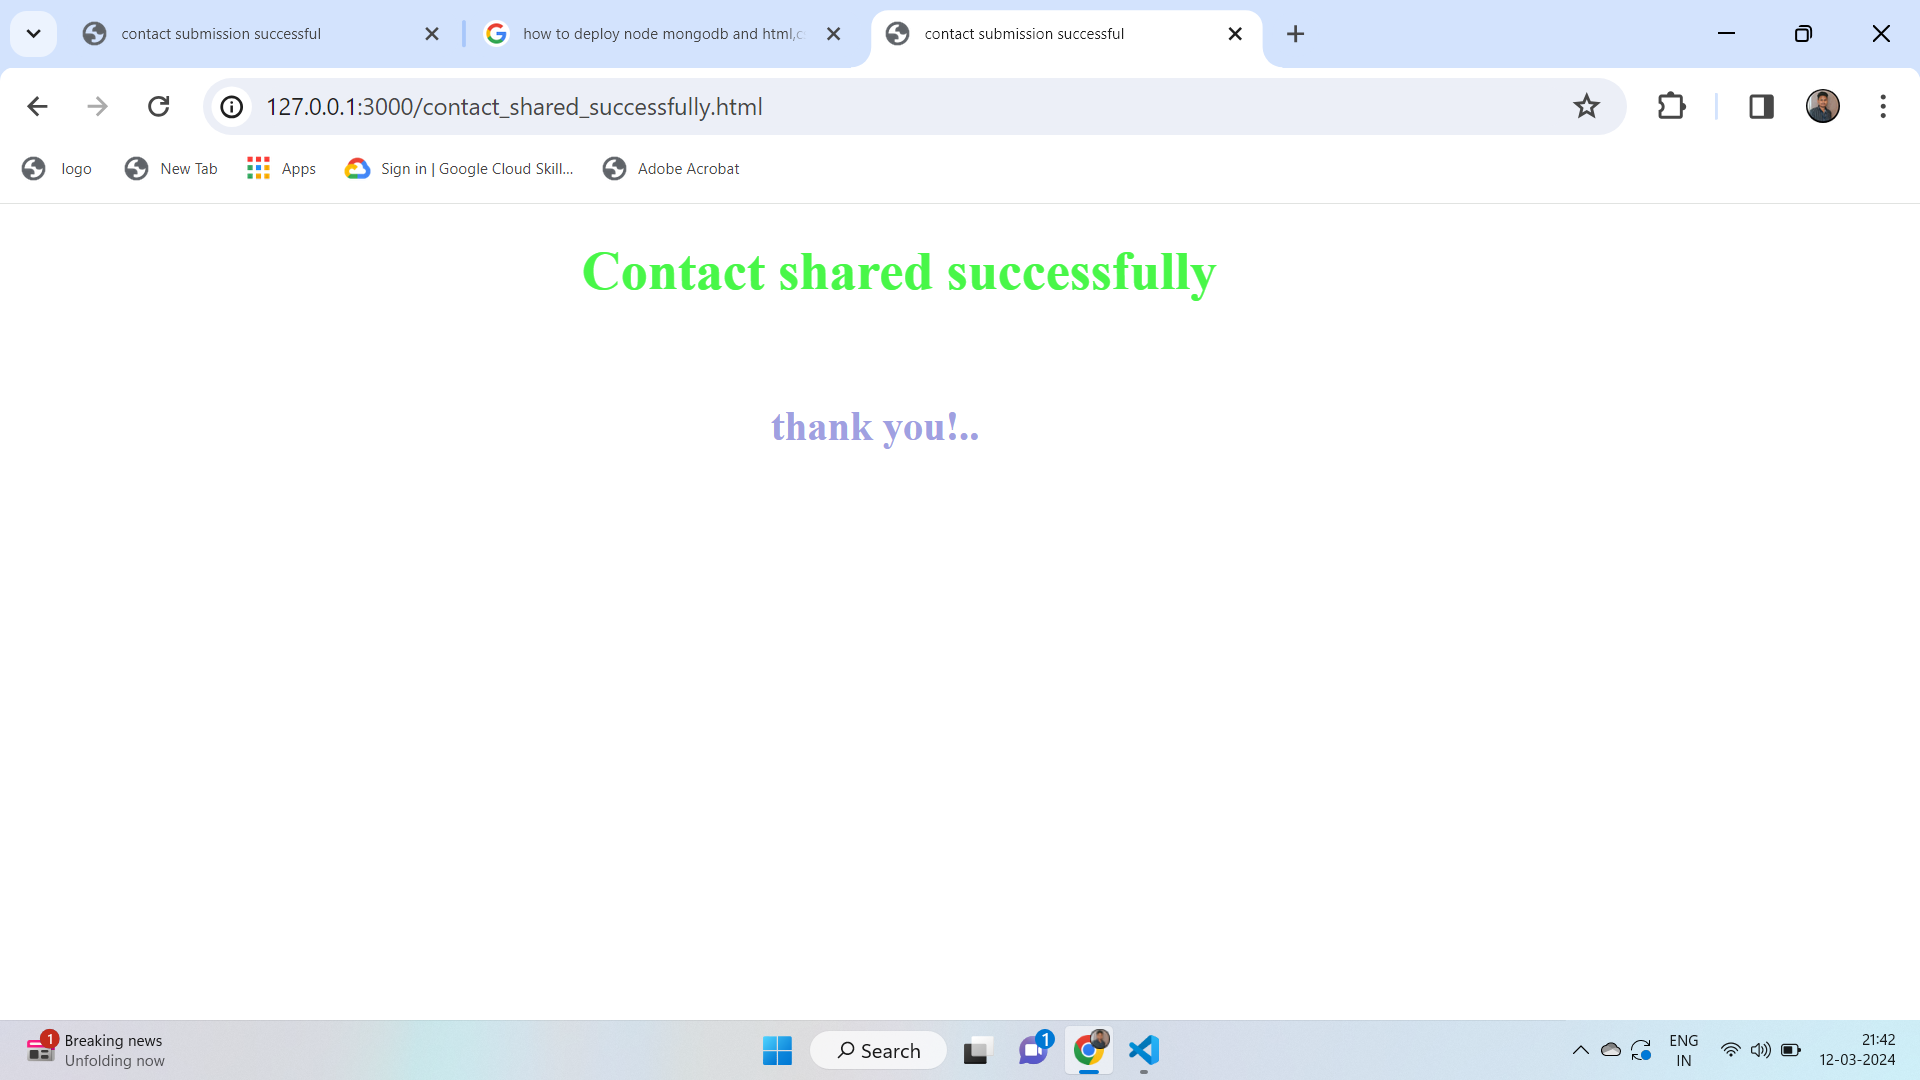 contact submission successful
how to deploy node mongodb and html,c
contact submission successful
127.0.0.1:3000/contact_shared_successfully.html
logo
New Tab
Apps
Sign in | Google Cloud Skill...
Adobe Acrobat
Contact shared successfully
thank you!..
1
Breaking news
Unfolding now
Search
1
ENG
IN
21:42
12-03-2024